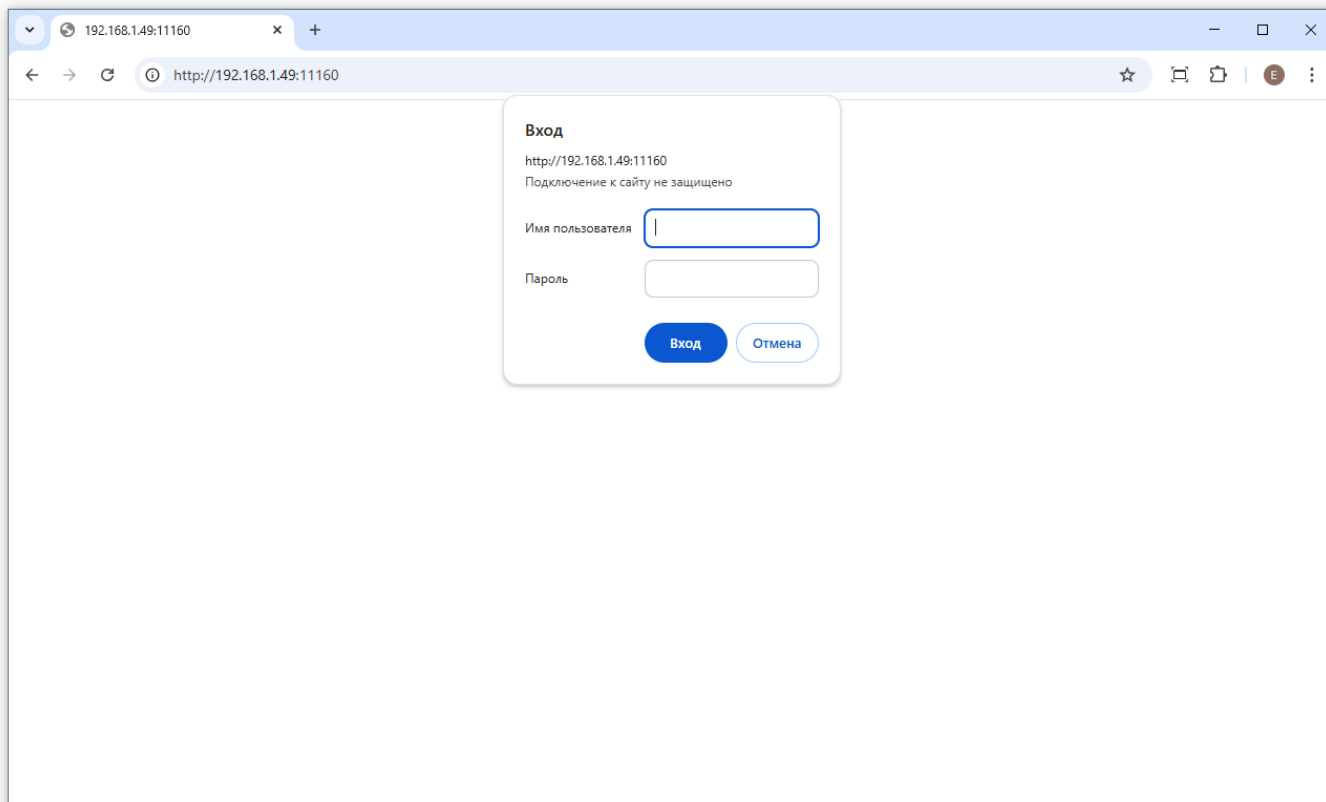 192.168.1.49:11160
http://192.168.1.49:11160
E
Вход
http://192.168.1.49:11160
Подключение к сайту не защищено
Имя пользователя
Пароль
Вход
Отмена